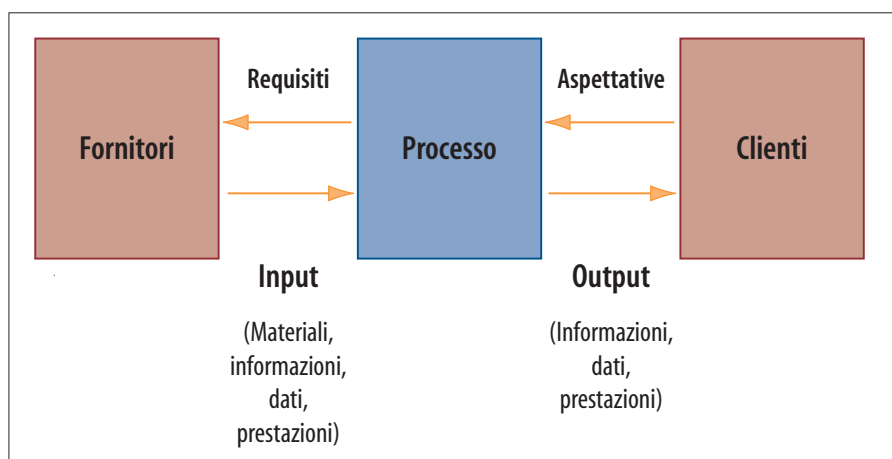 Requisiti
Aspettative
Fornitori
Processo
Clienti
Input
Output
(Materiali,
informazioni,
dati,
prestazioni)
(Informazioni,
dati,
prestazioni)